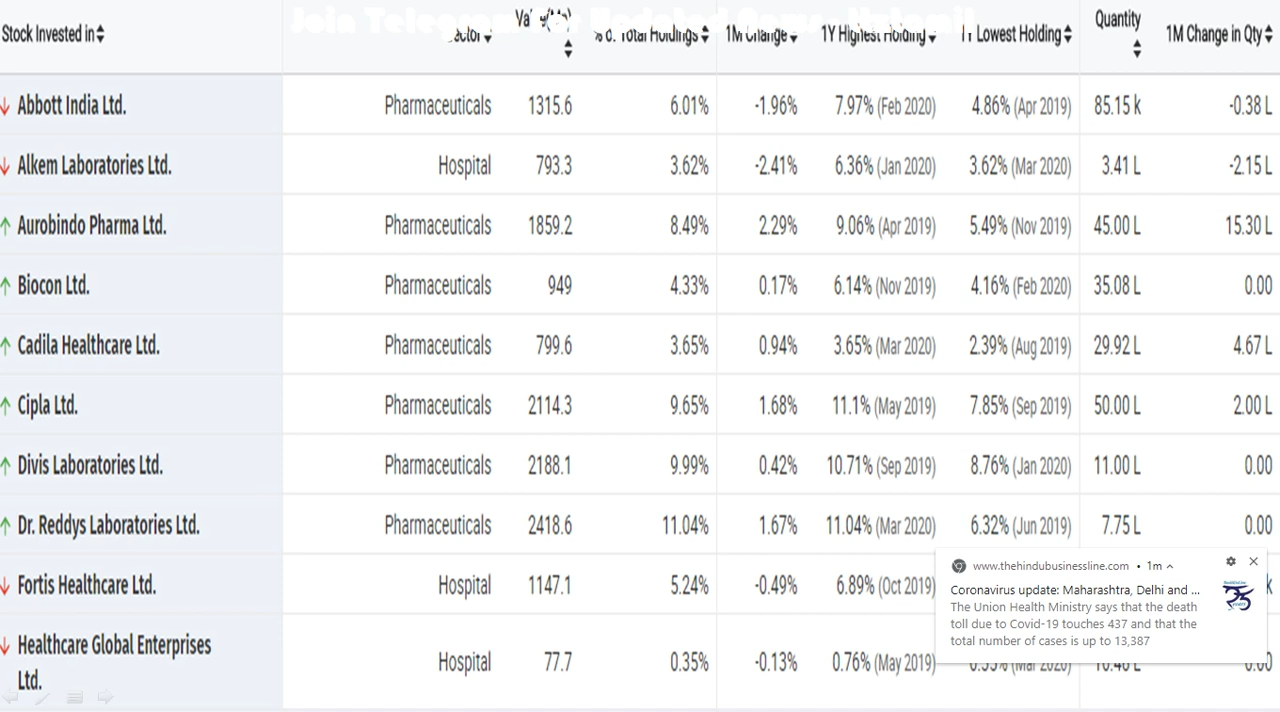 Join Telegram For Updated News - Hatamil
Stock Invested in Sector Value(Mn) % of Total Holdings 1M Change 1Y Highest Holding 1Y Lowest Holding Quantity 1M Change in Qty
Abbott India Ltd. Pharmaceuticals 1315.6 6.01% -1.96% 7.97% (Feb 2020) 4.86% (Apr 2019) 85.15 k -0.38 L
Alkem Laboratories Ltd. Hospital 793.3 3.62% -2.41% 6.36% (Jan 2020) 3.62% (Mar 2020) 3.41 L -2.15 L
Aurobindo Pharma Ltd. Pharmaceuticals 1859.2 8.49% 2.29% 9.06% (Apr 2019) 5.49% (Nov 2019) 45.00 L 15.30 L
Biocon Ltd. Pharmaceuticals 949 4.33% 0.17% 6.14% (Nov 2019) 4.16% (Feb 2020) 35.08 L 0.00
Cadila Healthcare Ltd. Pharmaceuticals 799.6 3.65% 0.94% 3.65% (Mar 2020) 2.39% (Aug 2019) 29.92 L 4.67 L
Cipla Ltd. Pharmaceuticals 2114.3 9.65% 1.68% 11.1% (May 2019) 7.85% (Sep 2019) 50.00 L 2.00 L
Divis Laboratories Ltd. Pharmaceuticals 2188.1 9.99% 0.42% 10.71% (Sep 2019) 8.76% (Jan 2020) 11.00 L 0.00
Dr. Reddys Laboratories Ltd. Pharmaceuticals 2418.6 11.04% 1.67% 11.04% (Mar 2020) 6.32% (Jun 2019) 7.75 L 0.00
Fortis Healthcare Ltd. Hospital 1147.1 5.24% -0.49% 6.89% (Oct 2019) k
Healthcare Global Enterprises
Ltd. Hospital 77.7 0.35% -0.13% 0.76% (May 2019) (Mar 2020) 0.00
www.thehindubusinessline.com • 1m
Coronavirus update: Maharashtra, Delhi and ...
The Union Health Ministry says that the death
toll due to Covid-19 touches 437 and that the
total number of cases is up to 13,387